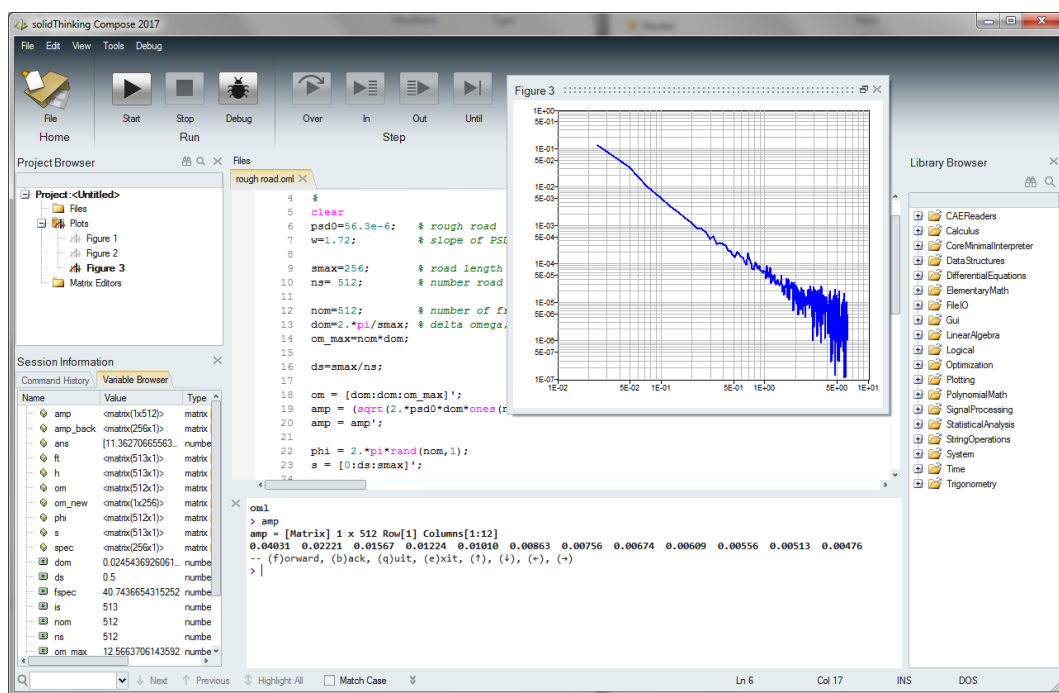 solidThinking Compose 2017
File Edit View Tools Debug
File Start Stop Debug Over In Out Until
Home Run Step
Project Browser
Project:<Untitled>
Files
Plots
Figure 1
Figure 2
Figure 3
Matrix Editors
Session Information
Command History Variable Browser
Name Value Type
amp <matrix(1x512)> matrix
amp_back <matrix(256x1)> matrix
ans [11.36270665563... numbe
ft <matrix(513x1)> matrix
h <matrix(513x1)> matrix
om <matrix(512x1)> matrix
om_new <matrix(1x256)> matrix
phi <matrix(512x1)> matrix
s <matrix(513x1)> matrix
spec <matrix(256x1)> matrix
dom 0.0245436926061... numbe
ds 0.5 numbe
fspec 40.7436654315252 numbe
is 513 numbe
nom 512 numbe
ns 512 numbe
om_max 12.5663706143592 numbe
Files
rough road.oml
4 %
5 clear
6 psd0=56.3e-6; % rough road
7 w=1.72; % slope of PSD
8
9 smax=256; % road length
10 ns= 512; % number road
11
12 nom=512; % number of fr
13 dom=2.*pi/smax; % delta omega,
14 om_max=nom*dom;
15
16 ds=smax/ns;
17
18 om = [dom:dom:om_max]';
19 amp = (sqrt(2.*psd0*dom*ones(n
20 amp = amp';
21
22 phi = 2.*pi*rand(nom,1);
23 s = [0:ds:smax]';
24
Figure 3
1E+00
5E-01
1E-01
5E-02
1E-02
5E-03
1E-03
5E-04
1E-04
5E-05
1E-05
5E-06
1E-06
5E-07
1E-07
1E-02 5E-02 1E-01 5E-01 1E+00 5E+00 1E+01
oml
> amp
amp = [Matrix] 1 x 512 Row[1] Columns[1:12]
0.04031 0.02221 0.01567 0.01224 0.01010 0.00863 0.00756 0.00674 0.00609 0.00556 0.00513 0.00476
-- (f)orward, (b)ack, (q)uit, (e)xit, (↑), (↓), (←), (→)
>
Library Browser
CAEReaders
Calculus
CoreMinimalInterpreter
DataStructures
DifferentialEquations
ElementaryMath
FileIO
Gui
LinearAlgebra
Logical
Optimization
Plotting
PolynomialMath
SignalProcessing
StatisticalAnalysis
StringOperations
System
Time
Trigonometry
Next Previous Highlight All Match Case Ln 6 Col 17 INS DOS